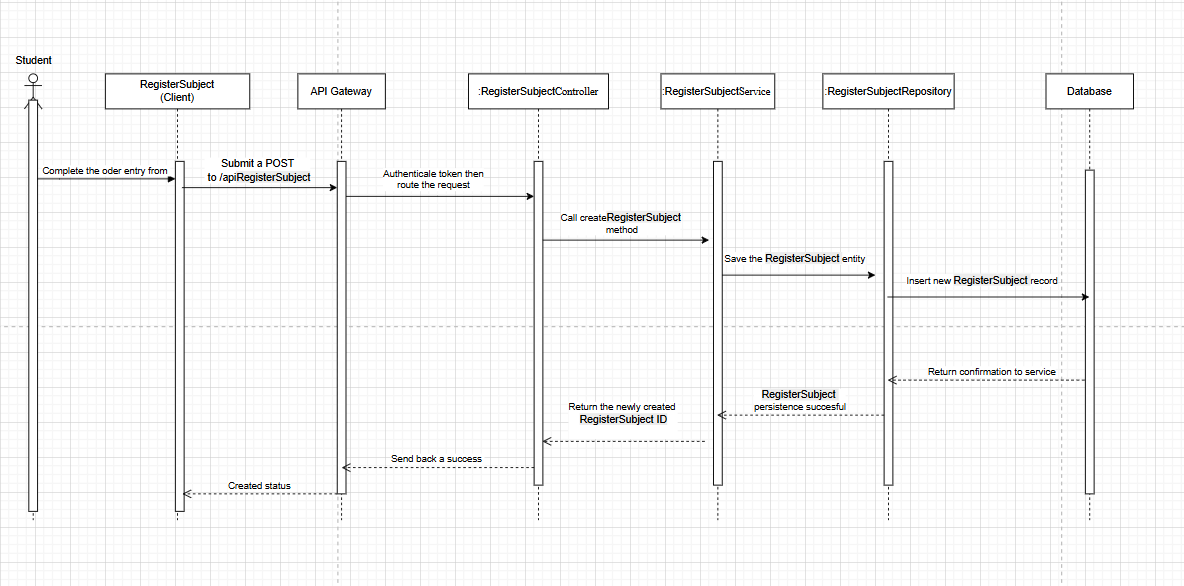 Student
RegisterSubject
(Client)
API Gateway
:RegisterSubjectController
:RegisterSubjectService
:RegisterSubjectRepository
Database
Complete the oder entry from
Submit a POST
to /apiRegisterSubject
Authenticale token then
route the request
Call createRegisterSubject
method
Save the RegisterSubject entity
Insert new RegisterSubject record
Return confirmation to service
RegisterSubject
persistence succesful
Return the newly created
RegisterSubject ID
Send back a success
Created status